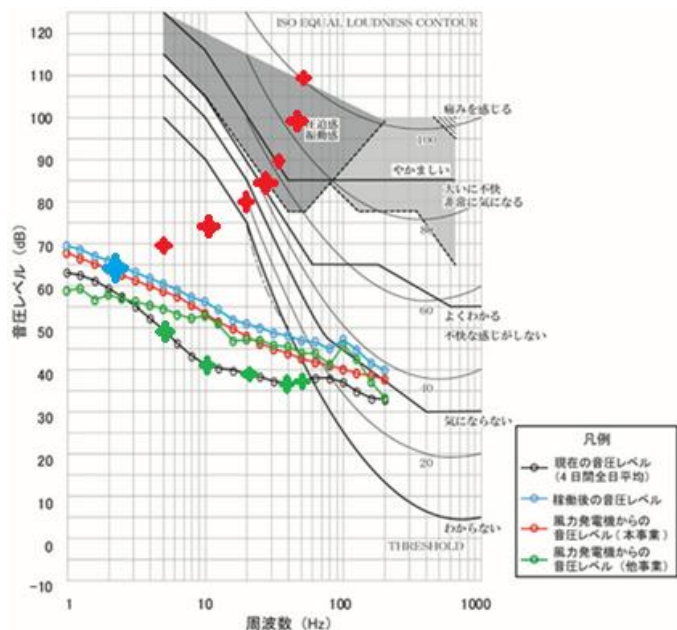 ISO EQUAL LOUDNESS CONTOUR
120
110
100
90
80
70
60
50
40
30
20
10
0
-10
音圧レベル (dB)
圧迫感
振動感
痛みを感じる
100
やかましい
大いに不快
非常に気になる
80
60
よくわかる
不快な感じがしない
40
気にならない
20
わからない
THRESHOLD
1
10
100
1000
周波数 (Hz)
凡例
現在の音圧レベル
(4日間全日平均)
稼働後の音圧レベル
風力発電機からの
音圧レベル(本事業)
風力発電機からの
音圧レベル(他事業)